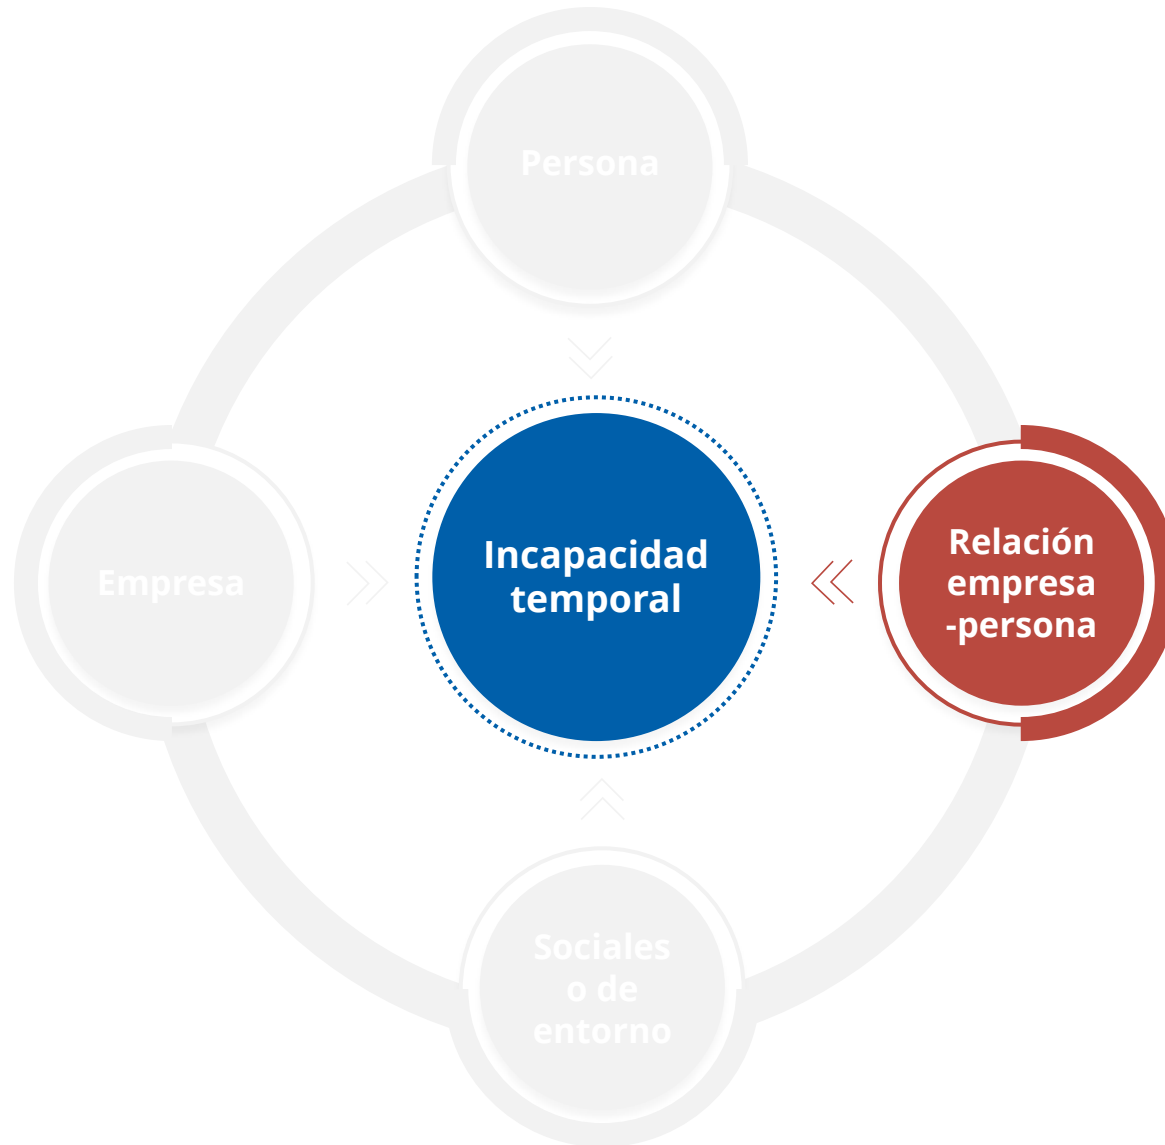 Persona
Empresa
Incapacidad
temporal
Relación
empresa
-persona
Sociales
o de
entorno